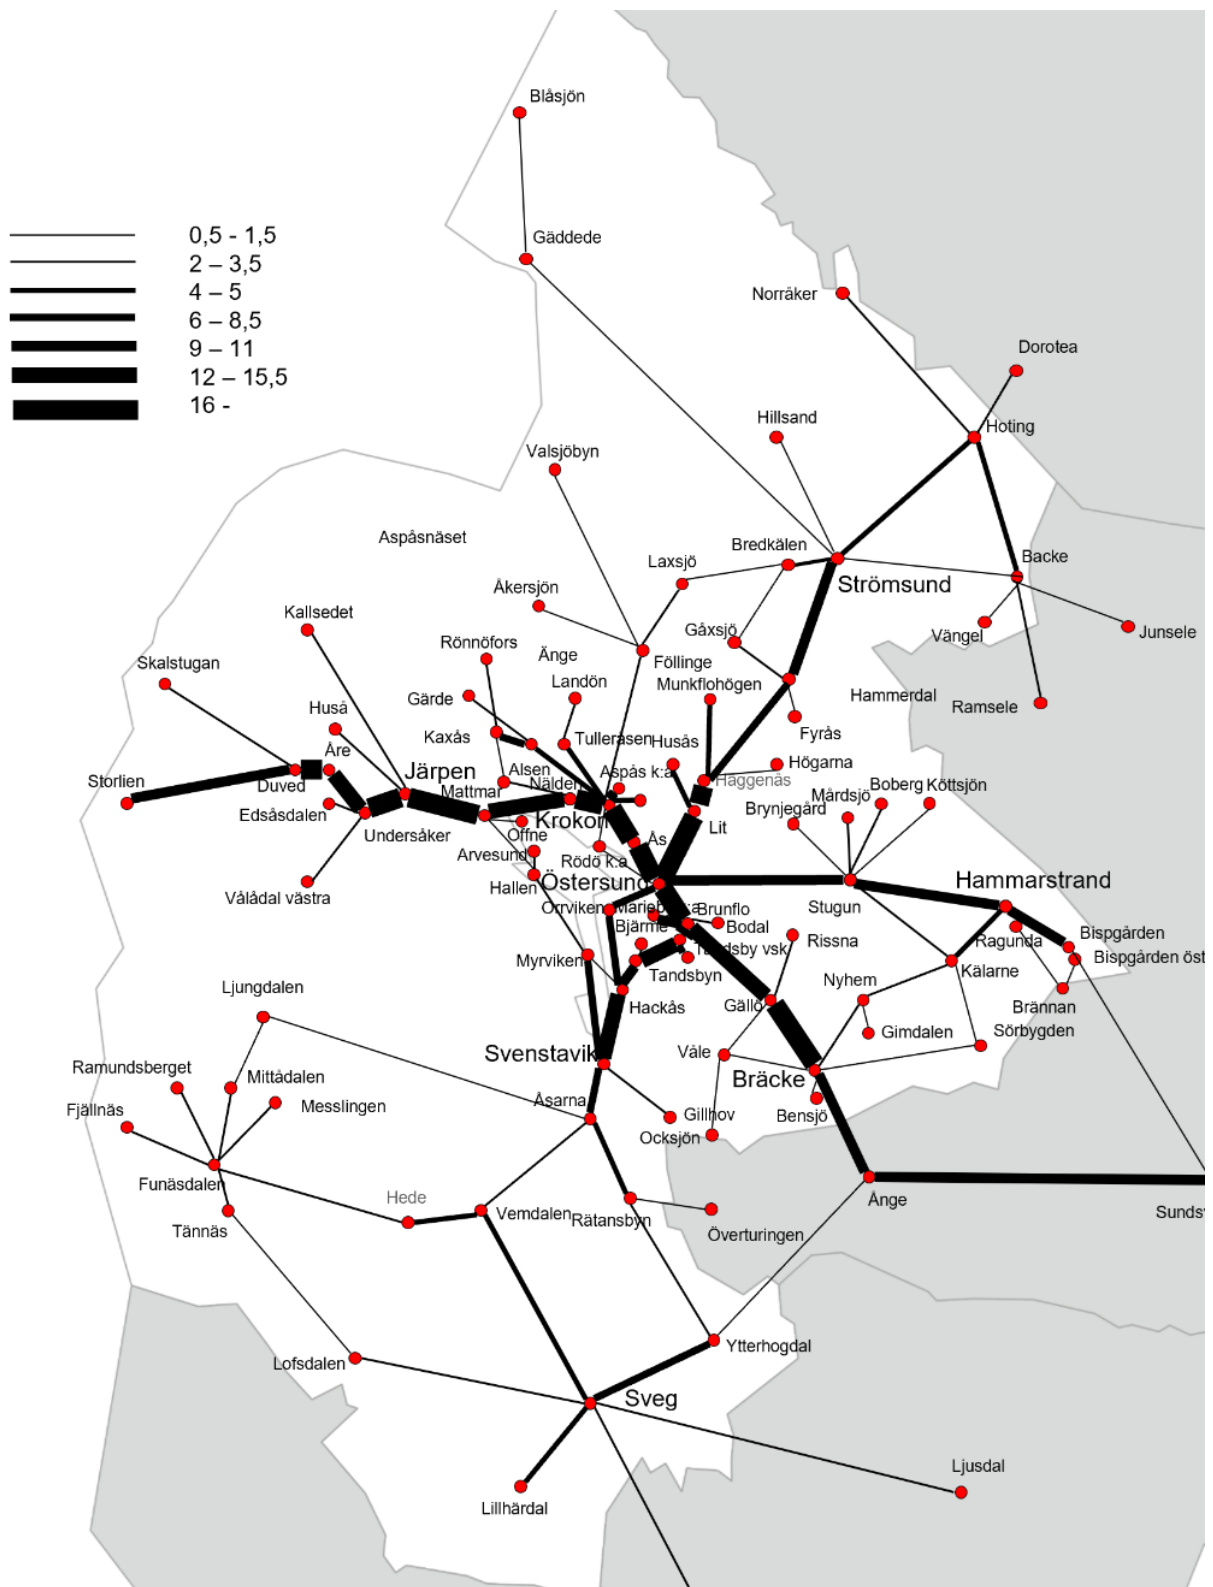 Blåsjön
Gäddede
0,5 - 1,5
2 – 3,5
4 – 5
6 – 8,5
9 – 11
12 – 15,5
16 -
Norråker
Dorotea
Hillsand
Hoting
Valsjöbyn
Aspåsnäset
Bredkälen
Laxsjö
Backe
Strömsund
Åkersjön
Kallsedet
Gåxsjö
Vängel
Junsele
Rönnöfors
Änge
Föllinge
Skalstugan
Landön
Munkflohögen
Hammerdal
Ramsele
Gärde
Huså
Fyrås
Kaxås
Tulleråsen
Husås
Åre
Järpen
Alsen
Nälden
Aspås k:a
Högarna
Häggenås
Storlien
Duved
Mattmar
Boberg
Köttsjön
Mårdsjö
Brynjegård
Edsåsdalen
Undersåker
Krokom
Offne
Ås
Lit
Arvesund
Rödö k:a
Hallen
Östersund
Hammarstrand
Vålådal västra
Stugun
Orrviken
Marieby k:a
Brunflo
Bodal
Bjärme
Rissna
Ragunda
Bispgården
Bispgården öst
Myrviken
Tandsby vsk
Tandsbyn
Källarne
Nyhem
Ljungdalen
Hackås
Gällö
Brännan
Gimdalen
Sörbygden
Svenstavik
Våle
Bräcke
Ramundsberget
Mittådalen
Messlingen
Åsarna
Fjällnäs
Gillhov
Bensjö
Ocksjön
Funäsdalen
Hede
Ånge
Tännäs
Vemdalen
Rätansbyn
Överturingen
Sundsv
Ytterhogdal
Lofsdalen
Sveg
Ljusdal
Lillhärdal